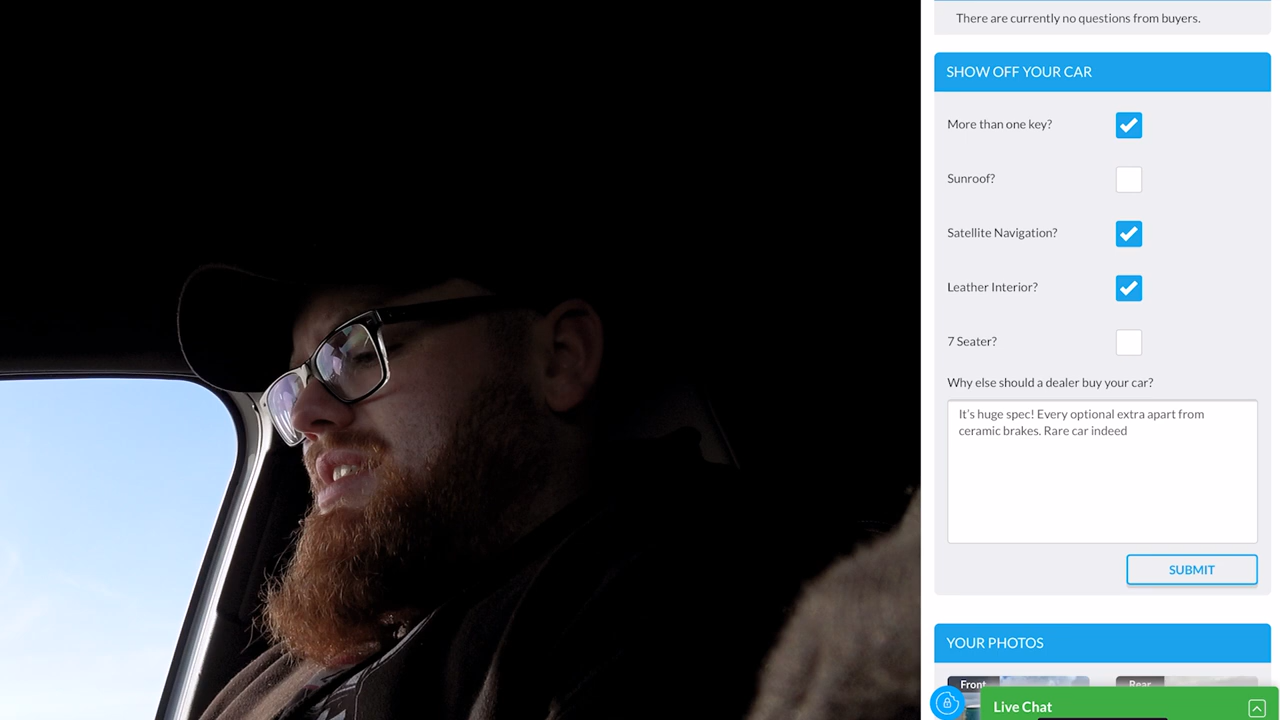 There are currently no questions from buyers.
SHOW OFF YOUR CAR
More than one key?
Sunroof?
Satellite Navigation?
Leather Interior?
7 Seater?
Why else should a dealer buy your car?
It's huge spec! Every optional extra apart from
ceramic brakes. Rare car indeed
SUBMIT
YOUR PHOTOS
Front
Rear
Live Chat